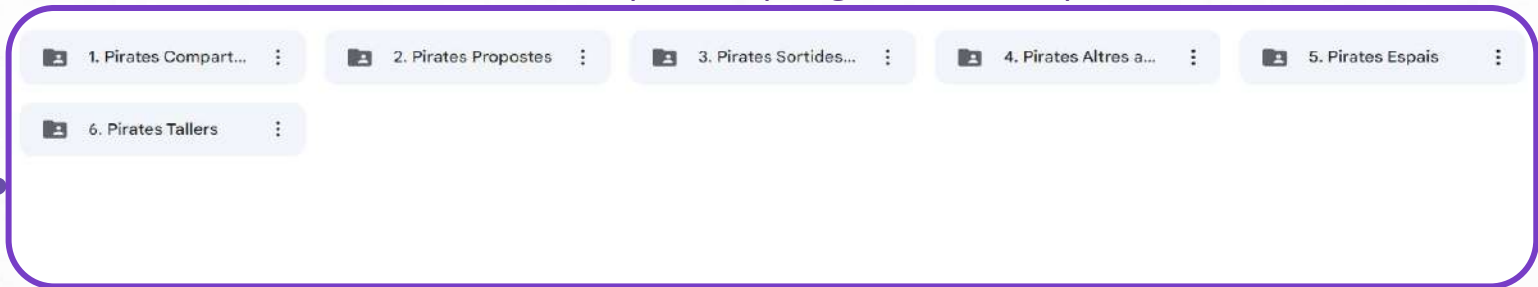 1. Pirates Compart...
2. Pirates Propostes
3. Pirates Sortides...
4. Pirates Altres a...
5. Pirates Espais
6. Pirates Tallers